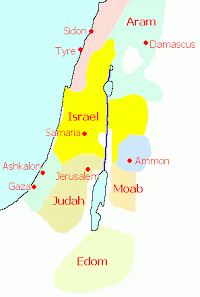 Aram
Sidon
Damascus
Tyre
Israel
Samaria
Ammon
Ashkalon
Jerusalem
Gaza
Judah
Moab
Edom